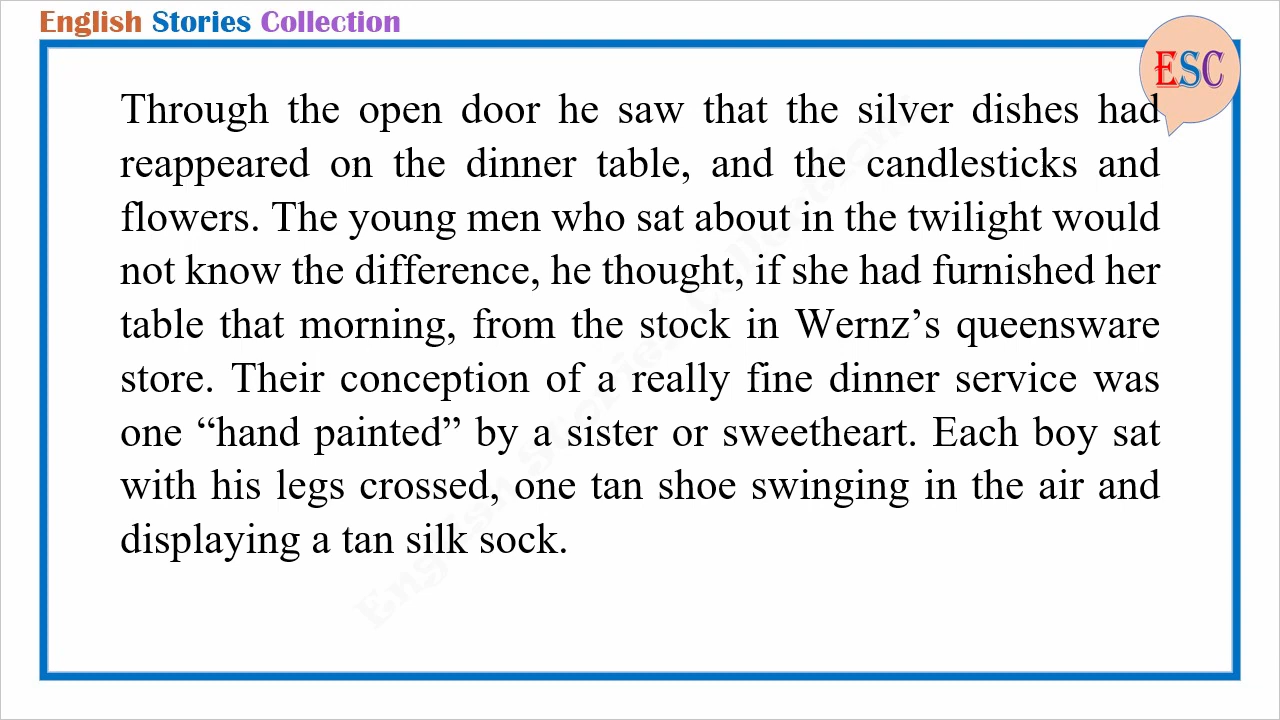 English Stories Collection
ESC
Through the open door he saw that the silver dishes had
reappeared on the dinner table, and the candlesticks and
flowers. The young men who sat about in the twilight would
not know the difference, he thought, if she had furnished her
table that morning, from the stock in Wernz’s queensware
store. Their conception of a really fine dinner service was
one “hand painted” by a sister or sweetheart. Each boy sat
with his legs crossed, one tan shoe swinging in the air and
displaying a tan silk sock.
English Stories Collection